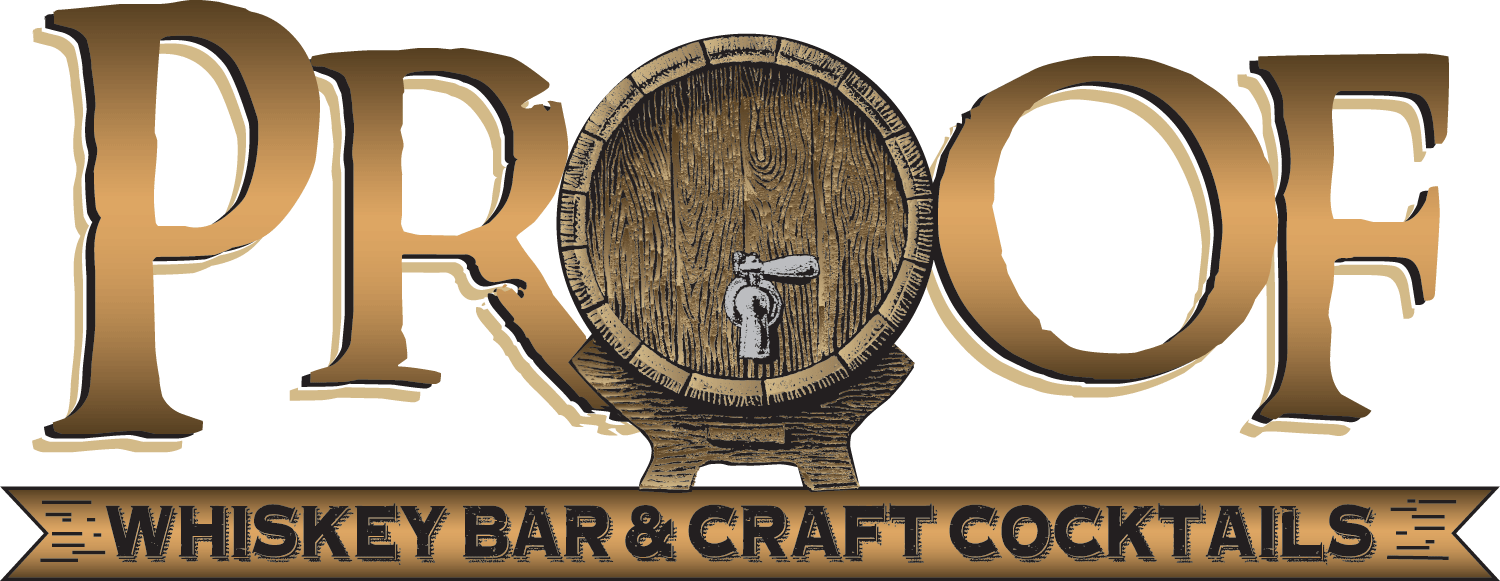 PROOF
WHISKEY BAR & CRAFT COCKTAILS